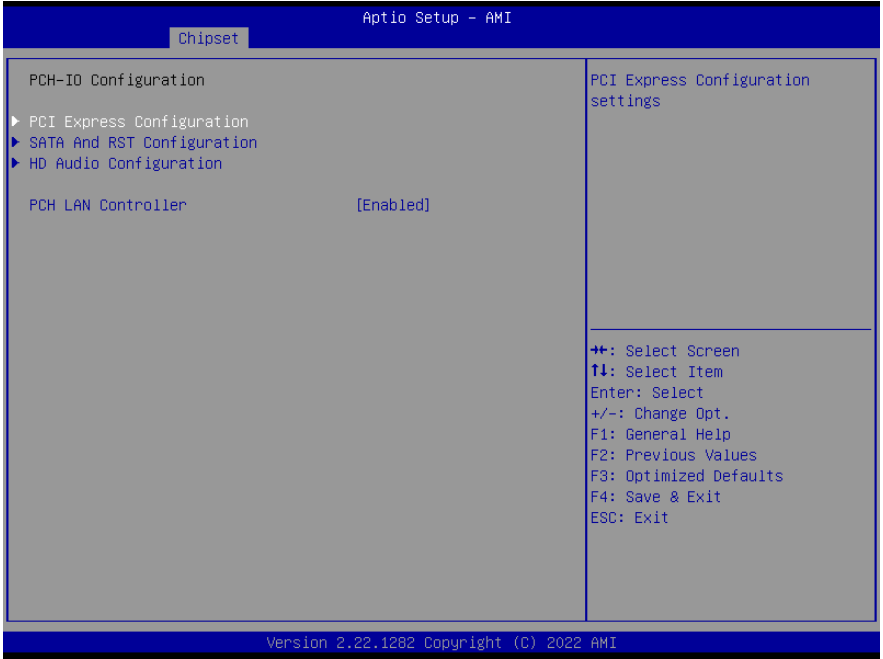 Aptio Setup – AMI
Chipset
PCH-IO Configuration
PCI Express Configuration
SATA And RST Configuration
HD Audio Configuration
PCH LAN Controller [Enabled]
PCI Express Configuration
settings
→←: Select Screen
↑↓: Select Item
Enter: Select
+/-: Change Opt.
F1: General Help
F2: Previous Values
F3: Optimized Defaults
F4: Save & Exit
ESC: Exit
Version 2.22.1282 Copyright (C) 2022 AMI